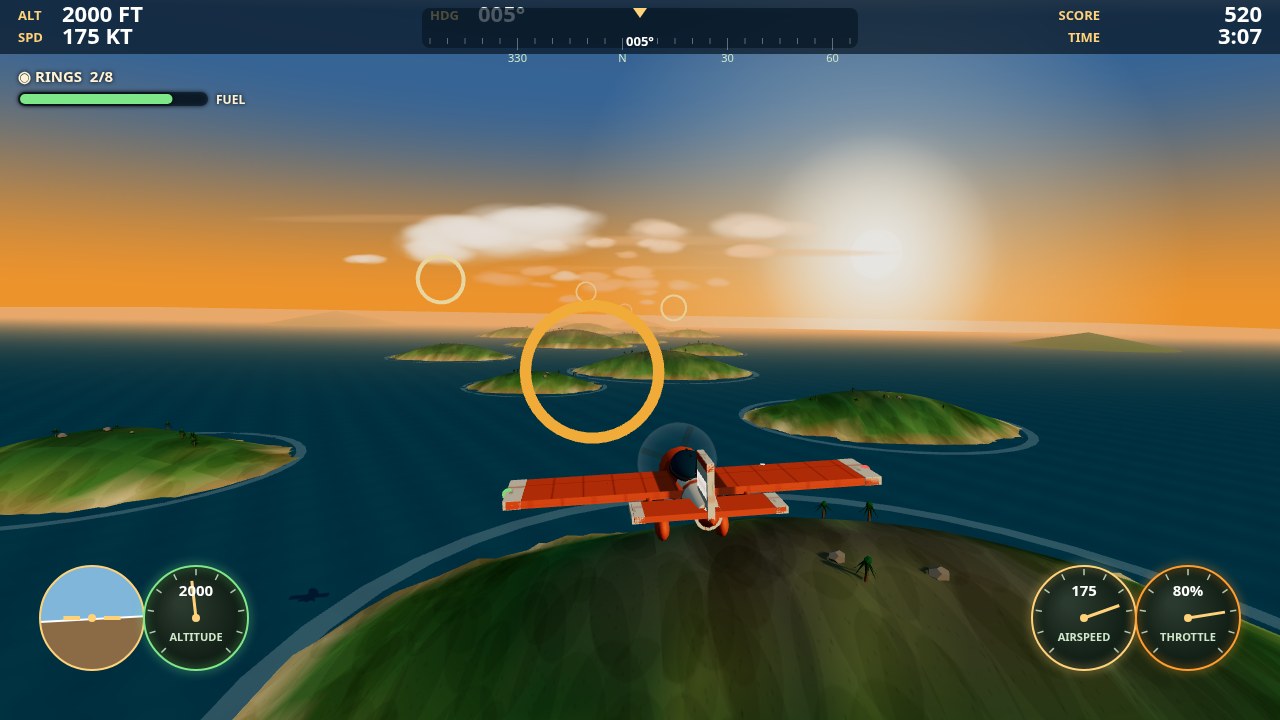 ALT 2000 FT
SPD 175 KT
HDG 005°
005°
330 N 30 60
SCORE 520
TIME 3:07
◉ RINGS 2/8
FUEL
2000
ALTITUDE
175
AIRSPEED
80%
THROTTLE